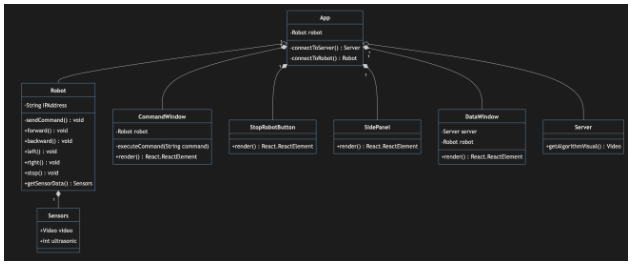 App
-Robot robot
-connectToServer() : Server
-connectToRobot() : Robot
1
1
1
1
Robot
-String IPAddress
-sendCommand() : void
+forward() : void
+backward() : void
+left() : void
+right() : void
+stop() : void
+getSensorData() : Sensors
CommandWindow
-Robot robot
-executeCommand(String command)
+render() : React.ReactElement
StopRobotButton
+render() : React.ReactElement
SidePanel
+render() : React.ReactElement
DataWindow
-Server server
-Robot robot
+render() : React.ReactElement
Server
+getAlgorithmVisual() : Video
1
Sensors
+Video video
+int ultrasonic